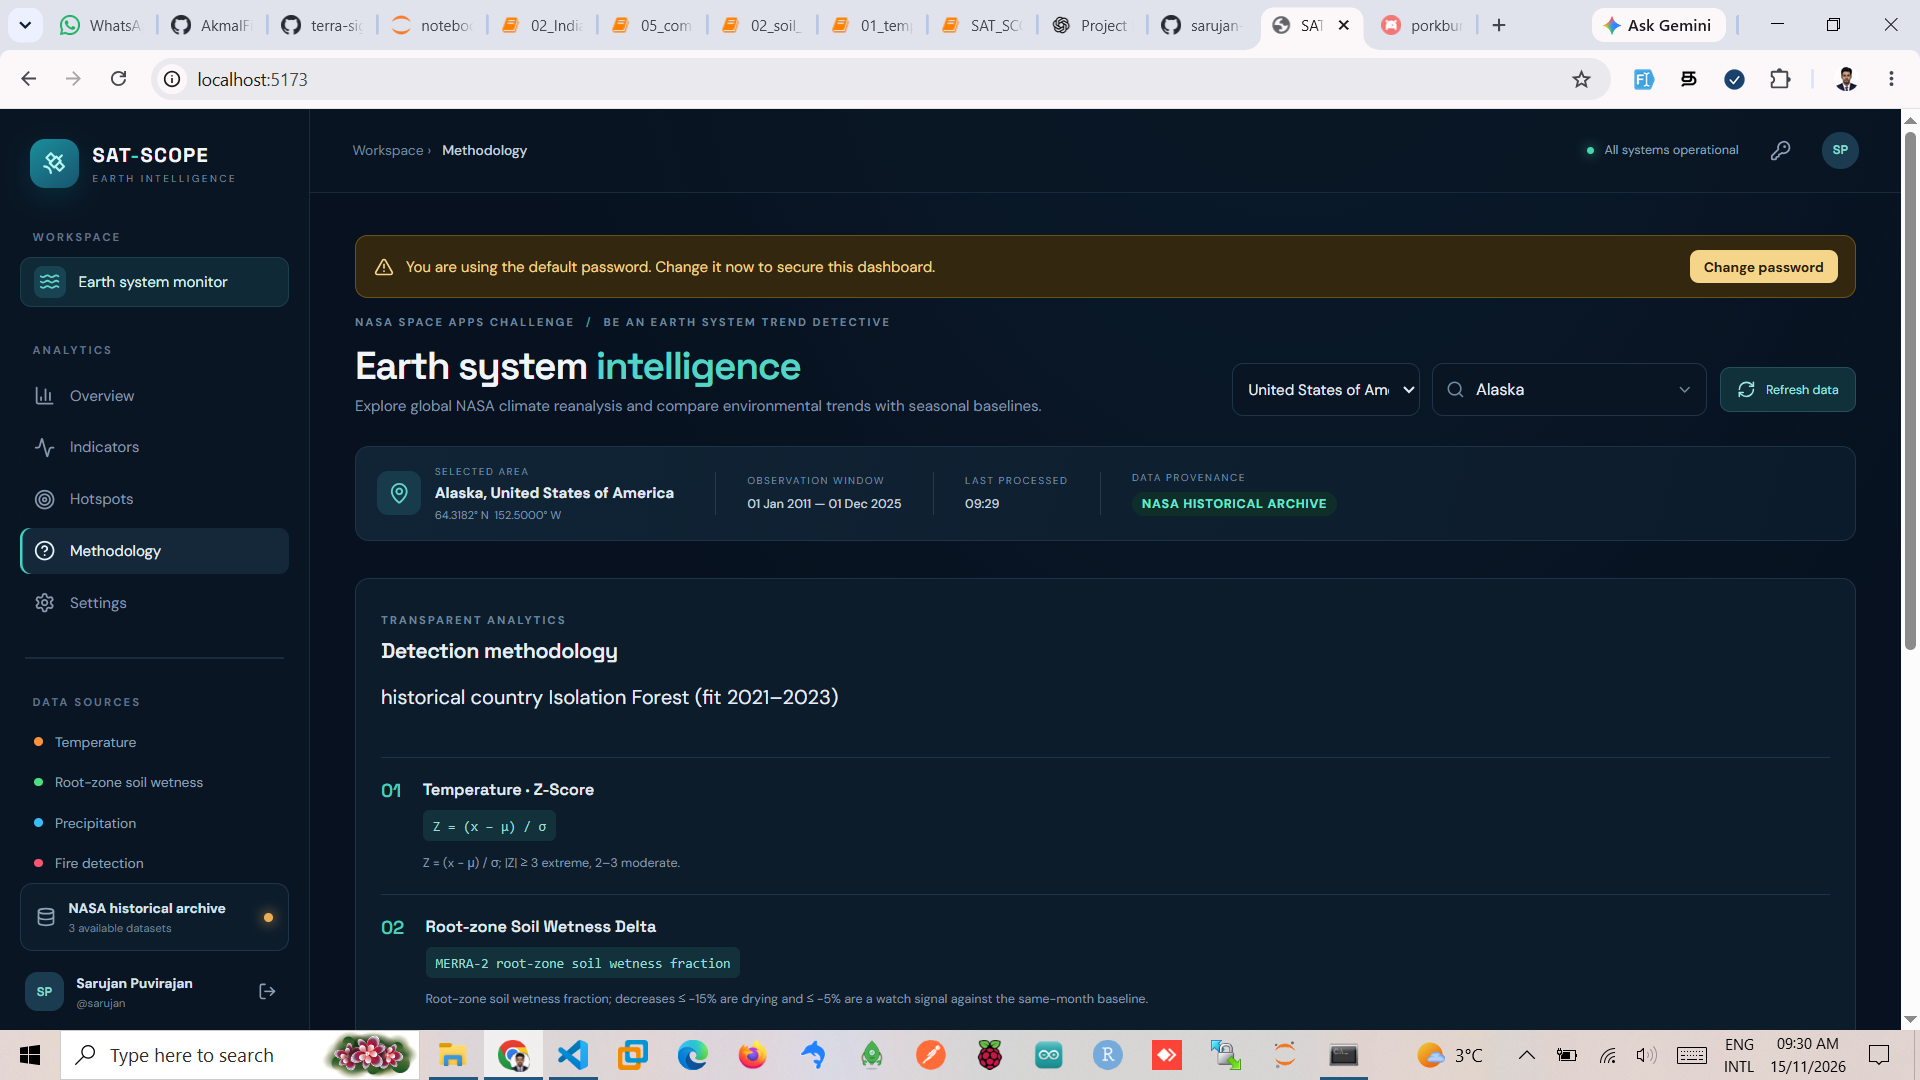 WhatsA
AkmalF
terra-sig
notebo
02_India
05_com
02_soil_
01_temp
SAT_SCO
Project
sarujan-
SAT
porkbun
Ask Gemini
localhost:5173
SAT-SCOPE
EARTH INTELLIGENCE
WORKSPACE
Earth system monitor
ANALYTICS
Overview
Indicators
Hotspots
Methodology
Settings
DATA SOURCES
Temperature
Root-zone soil wetness
Precipitation
Fire detection
NASA historical archive
3 available datasets
SP
Sarujan Puvirajan
@sarujan
Workspace › Methodology
All systems operational
SP
You are using the default password. Change it now to secure this dashboard.
Change password
NASA SPACE APPS CHALLENGE / BE AN EARTH SYSTEM TREND DETECTIVE
Earth system intelligence
Explore global NASA climate reanalysis and compare environmental trends with seasonal baselines.
United States of Am
Alaska
Refresh data
SELECTED AREA
Alaska, United States of America
64.3182° N 152.5000° W
OBSERVATION WINDOW
01 Jan 2011 — 01 Dec 2025
LAST PROCESSED
09:29
DATA PROVENANCE
NASA HISTORICAL ARCHIVE
TRANSPARENT ANALYTICS
Detection methodology
historical country Isolation Forest (fit 2021–2023)
01 Temperature · Z-Score
Z = (x − μ) / σ
Z = (x − μ) / σ; |Z| ≥ 3 extreme, 2–3 moderate.
02 Root-zone Soil Wetness Delta
MERRA-2 root-zone soil wetness fraction
Root-zone soil wetness fraction; decreases ≤ -15% are drying and ≤ -5% are a watch signal against the same-month baseline.
Type here to search
3°C
ENG
INTL
09:30 AM
15/11/2026